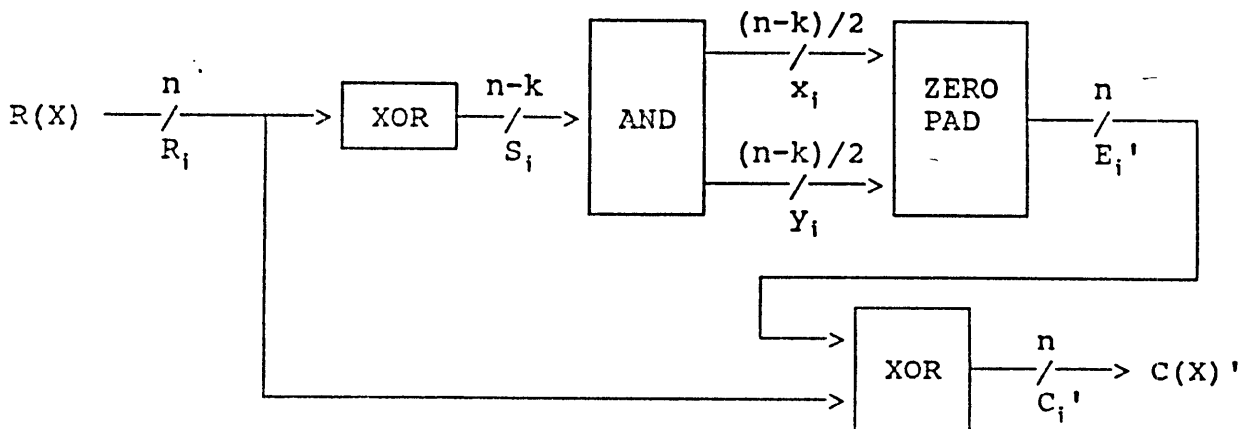 (n-k)/2
(n-k)/2
n
n-k
n
R(X)
XOR
AND
ZERO
PAD
R_i
S_i
x_i
E_i'
y_i
n
XOR
C(X)'
C_i'